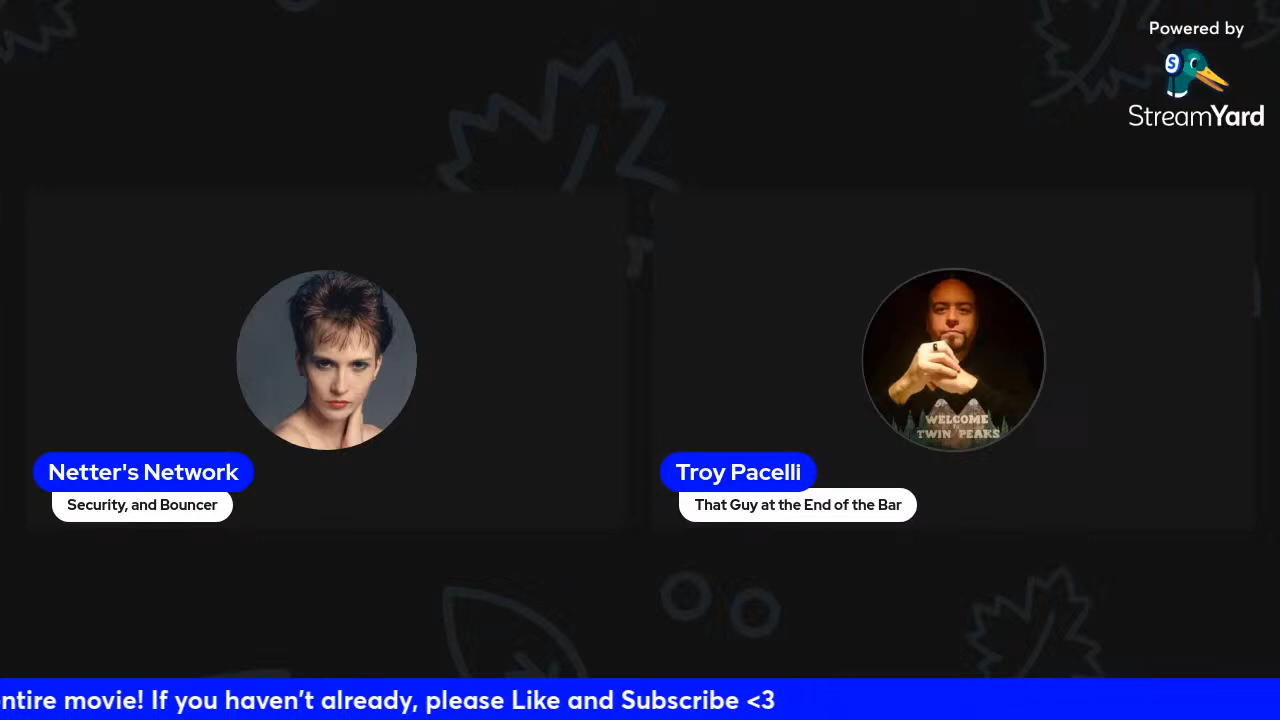 Powered by
S
StreamYard
WELCOME
TWIN PEAKS
Netter's Network
Security, and Bouncer
Troy Pacelli
That Guy at the End of the Bar
ntire movie! If you haven't already, please Like and Subscribe <3